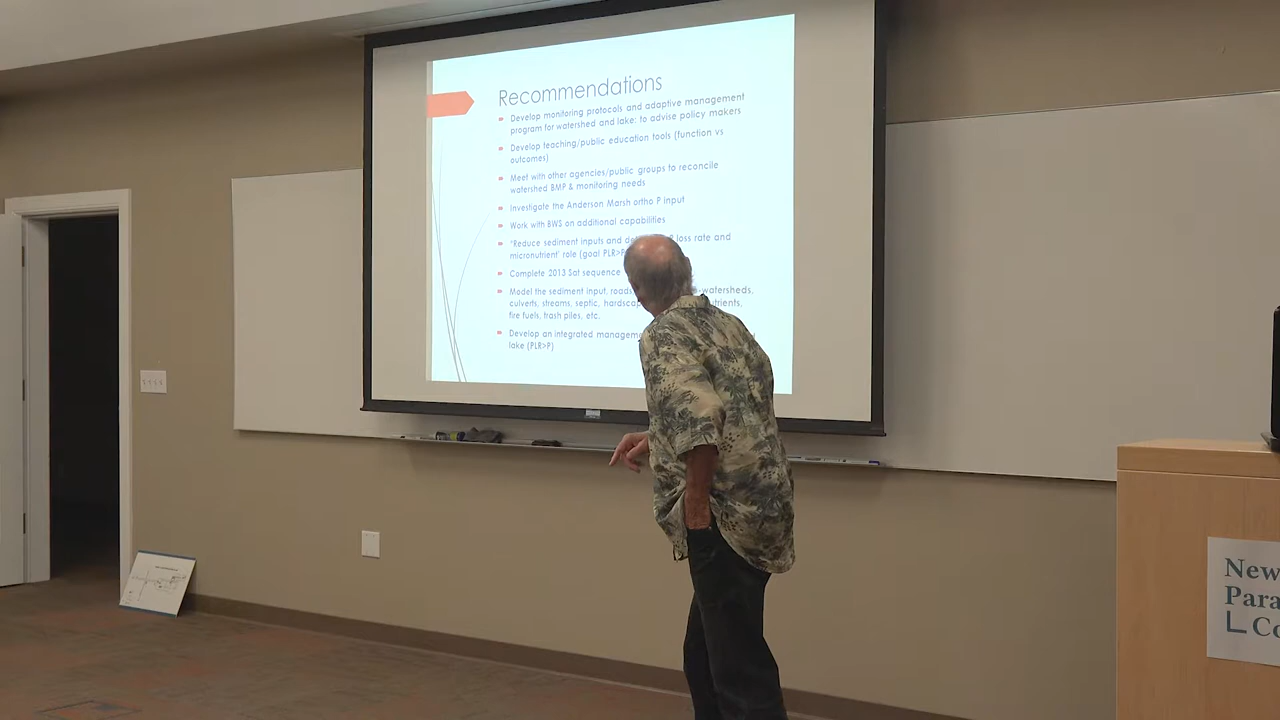 Recommendations
Develop monitoring protocols and adaptive management
program for watershed and lake: to advise policy makers
Develop teaching/public education tools (function vs
outcomes)
Meet with other agencies/public groups to reconcile
watershed BMP & monitoring needs
Investigate the Anderson Marsh ortho P input
Work with BWS on additional capabilities
"Reduce sediment inputs and loss rate and
micronutrient' role (goal PLR>P
Complete 2013 Sat sequence
Model the sediment input, roads -watersheds,
culverts, streams, septic, hardscap trients,
fire fuels, trash piles, etc.
Develop an integrated manageme
lake (PLR>P)
New
Para
Co